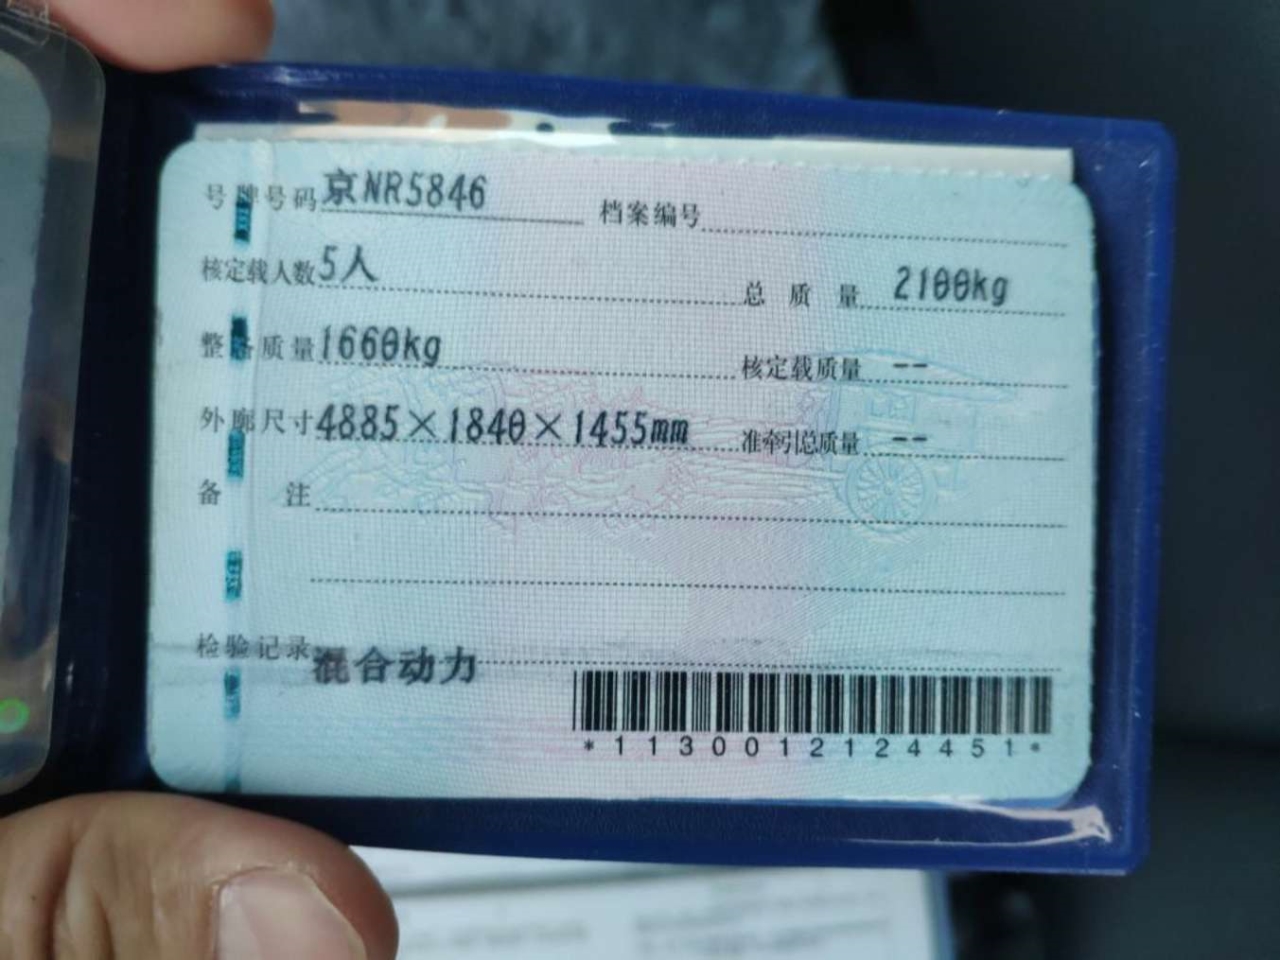 号牌号码 京NR5846 档案编号
核定载人数 5人 总质量 2100kg
整备质量 1660kg 核定载质量 --
外廓尺寸 4885×1840×1455mm 准牵引总质量 --
备注
检验记录 混合动力
*1130012124451*